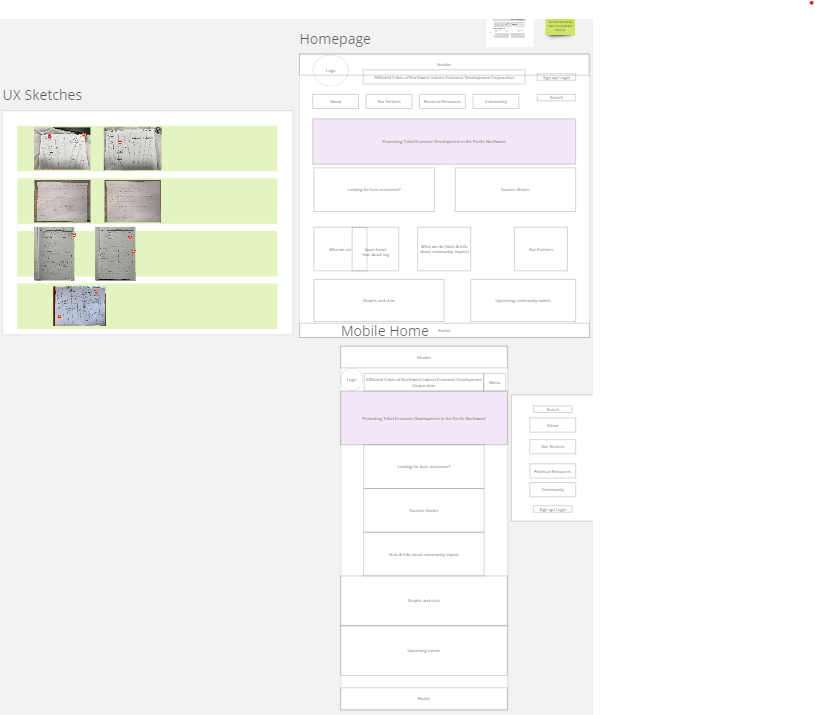 Homepage
Header
Logo
Affiliated Tribes of Northwest Indians Economic Development Corporation
Sign up/ Login
About
Our Services
Financial Resources
Community
Search
Promoting Tribal Economic Development in the Pacific Northwest
Looking for loan assistance?
Success Stories
Who we are
Upon hover
Text about org
What we do (Stats & info
about community impact)
Our Partners
Graphs and stats
Upcoming community events
Footer
UX Sketches
Mobile Home
Header
Logo
Affiliated Tribes of Northwest Indians Economic Development
Corporation
Menu
Promoting Tribal Economic Development in the Pacific Northwest
Looking for loan assistance?
Success Stories
Stats & info about community impact
Graphs and stats
Upcoming events
Footer
Search
About
Our Services
Financial Resources
Community
Sign up/ Login